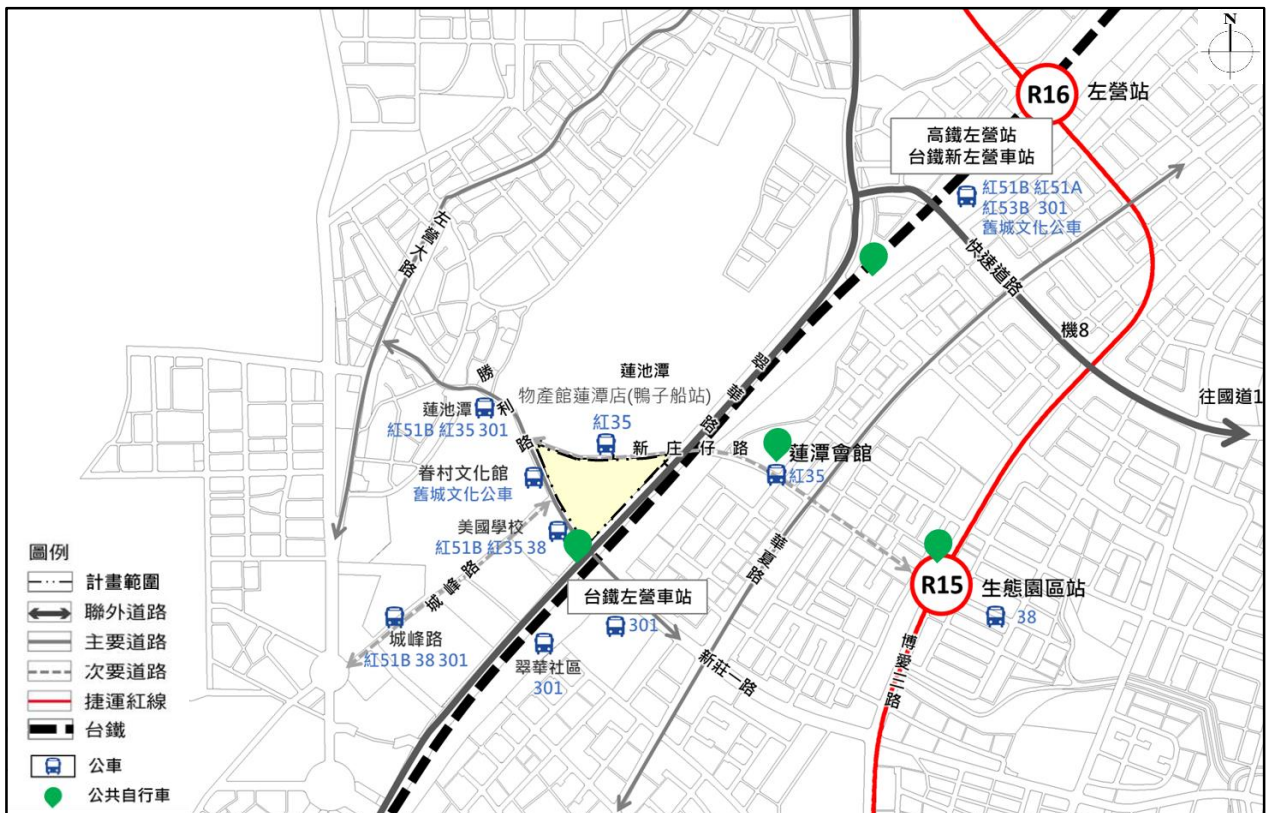 N
R16 左營站
高鐵左營站
台鐵新左營車站
紅51B 紅51A
紅53B 301
舊城文化公車
左營大路
快速道路
機8
往國道1
翠華路
蓮池潭
物產館蓮潭店(鴨子船站)
紅35
勝利路
蓮池潭
紅51B 紅35 301
新庄仔路
蓮潭會館
紅35
眷村文化館
舊城文化公車
美國學校
紅51B 紅35 38
華夏路
城峰路
台鐵左營車站
301
R15 生態園區站
38
城峰路
紅51B 38 301
翠華社區
301
新莊一路
博愛三路
圖例
計畫範圍
聯外道路
主要道路
次要道路
捷運紅線
台鐵
公車
公共自行車